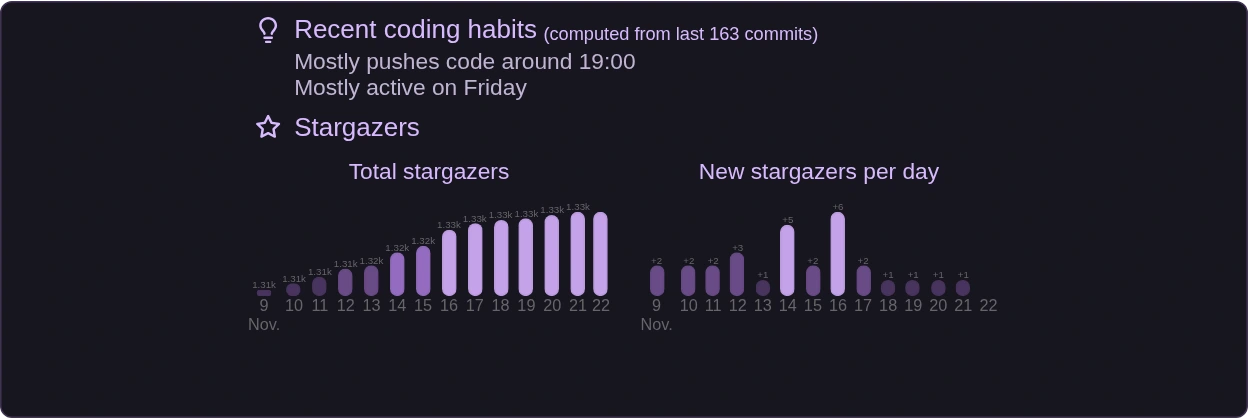 Recent coding habits (computed from last 163 commits)
Mostly pushes code around 19:00
Mostly active on Friday
Stargazers
Total stargazers
1.31k 1.31k 1.31k 1.31k 1.32k 1.32k 1.32k 1.33k 1.33k 1.33k 1.33k 1.33k 1.33k
9 10 11 12 13 14 15 16 17 18 19 20 21 22
Nov.
New stargazers per day
+2 +2 +2 +3 +1 +5 +2 +6 +2 +1 +1 +1 +1
9 10 11 12 13 14 15 16 17 18 19 20 21 22
Nov.